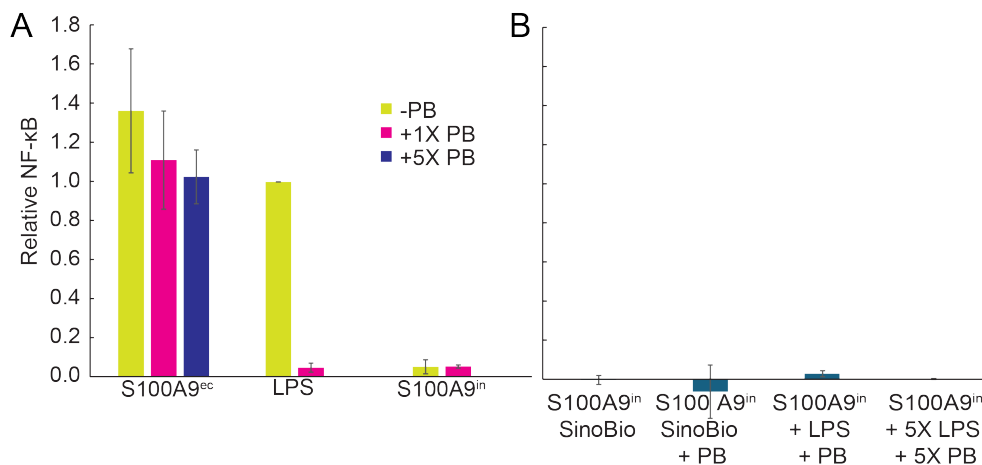 A
B
1.8
1.6
1.4
1.2
1.0
0.8
0.6
0.4
0.2
0.0
Relative NF-κB
-PB
+1X PB
+5X PB
S100A9ᵉᶜ
LPS
S100A9ⁱⁿ
S100A9ⁱⁿ
SinoBio
S100 A9ⁱⁿ
SinoBio
+ PB
S100A9ⁱⁿ
+ LPS
+ PB
S100A9ⁱⁿ
+ 5X LPS
+ 5X PB